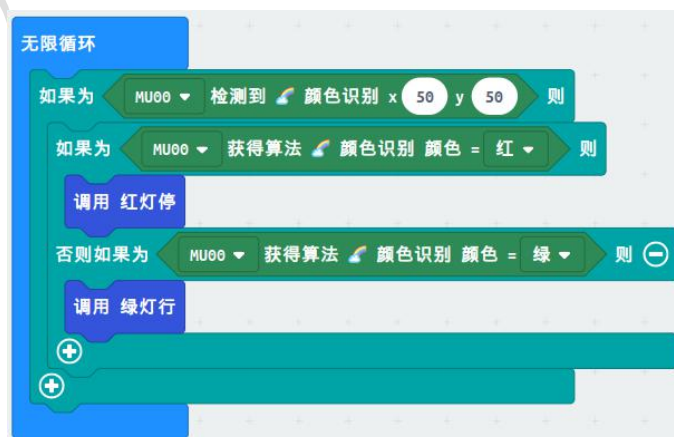 无限循环
如果为 MU00 检测到 颜色识别 x 50 y 50 则
如果为 MU00 获得算法 颜色识别 颜色 = 红 则
调用 红灯停
否则如果为 MU00 获得算法 颜色识别 颜色 = 绿 则
调用 绿灯行